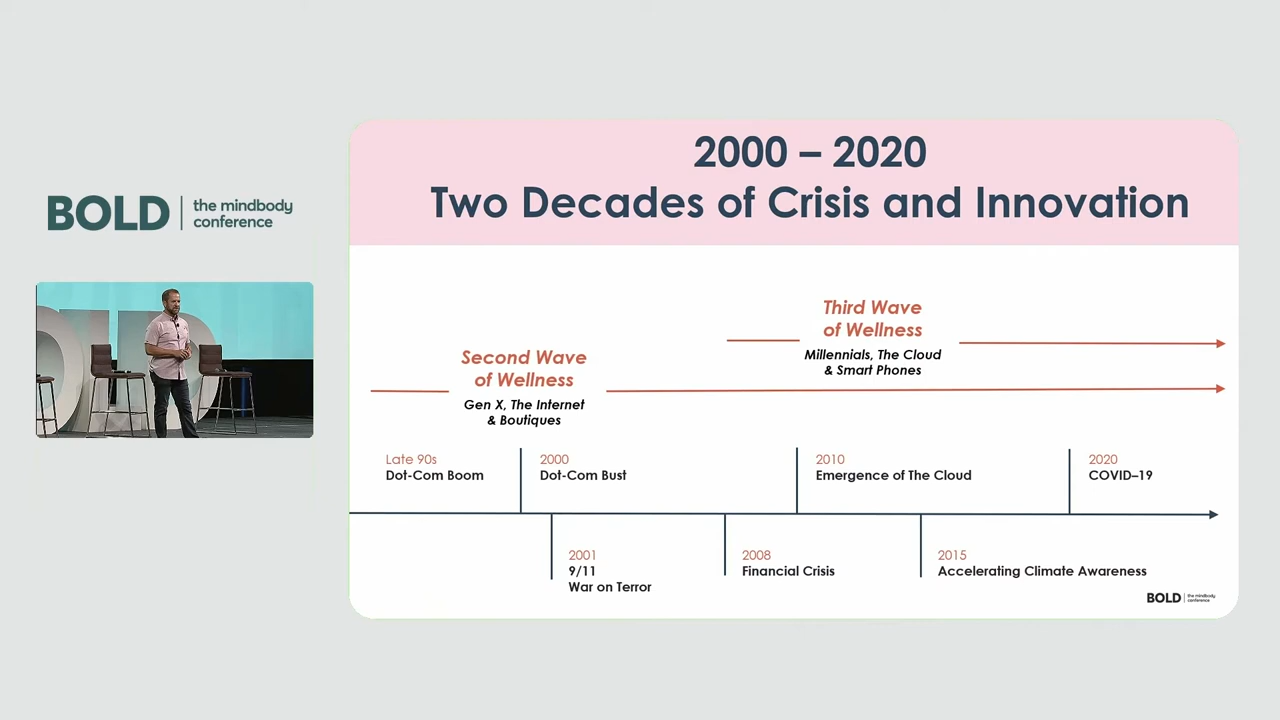 BOLD
the mindbody
conference
2000 – 2020
Two Decades of Crisis and Innovation
Third Wave
of Wellness
Millennials, The Cloud
& Smart Phones
Second Wave
of Wellness
Gen X, The Internet
& Boutiques
Late 90s
Dot-Com Boom
2000
Dot-Com Bust
2010
Emergence of The Cloud
2020
COVID–19
2001
9/11
War on Terror
2008
Financial Crisis
2015
Accelerating Climate Awareness
BOLD
the mindbody
conference